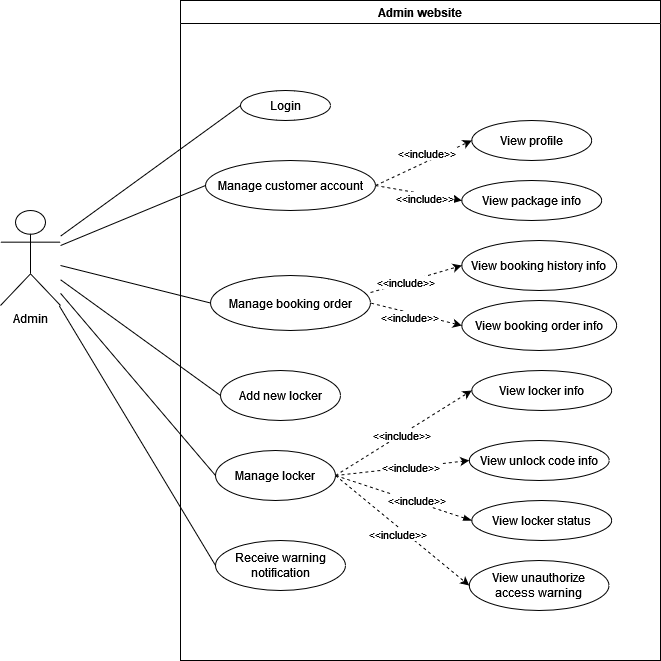 Admin website
Login
View profile
<<include>>
Manage customer account
<<include>>
View package info
Admin
View booking history info
<<include>>
Manage booking order
<<include>>
View booking order info
View locker info
Add new locker
<<include>>
View unlock code info
<<include>>
Manage locker
<<include>>
View locker status
<<include>>
Receive warning
notification
View unauthorize
access warning